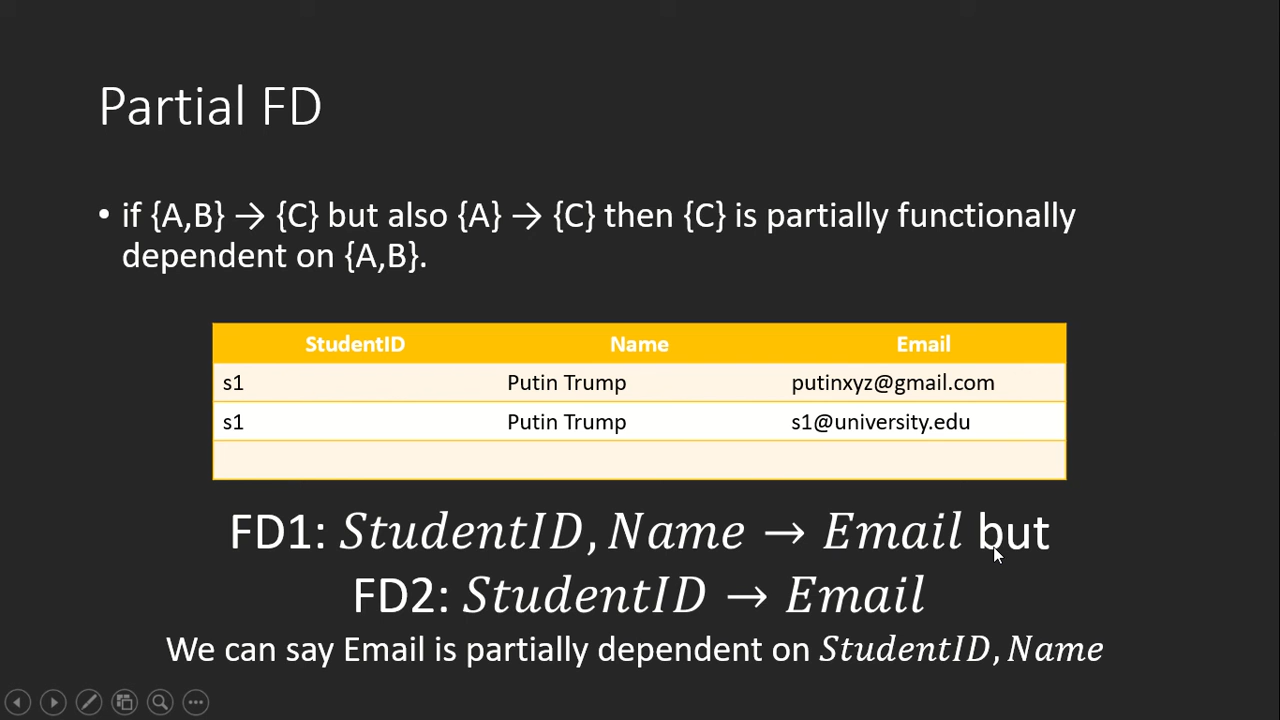 Partial FD
• if {A,B} → {C} but also {A} → {C} then {C} is partially functionally
dependent on {A,B}.
StudentID Name Email
s1 Putin Trump putinxyz@gmail.com
s1 Putin Trump s1@university.edu
FD1: StudentID, Name → Email but
FD2: StudentID → Email
We can say Email is partially dependent on StudentID, Name